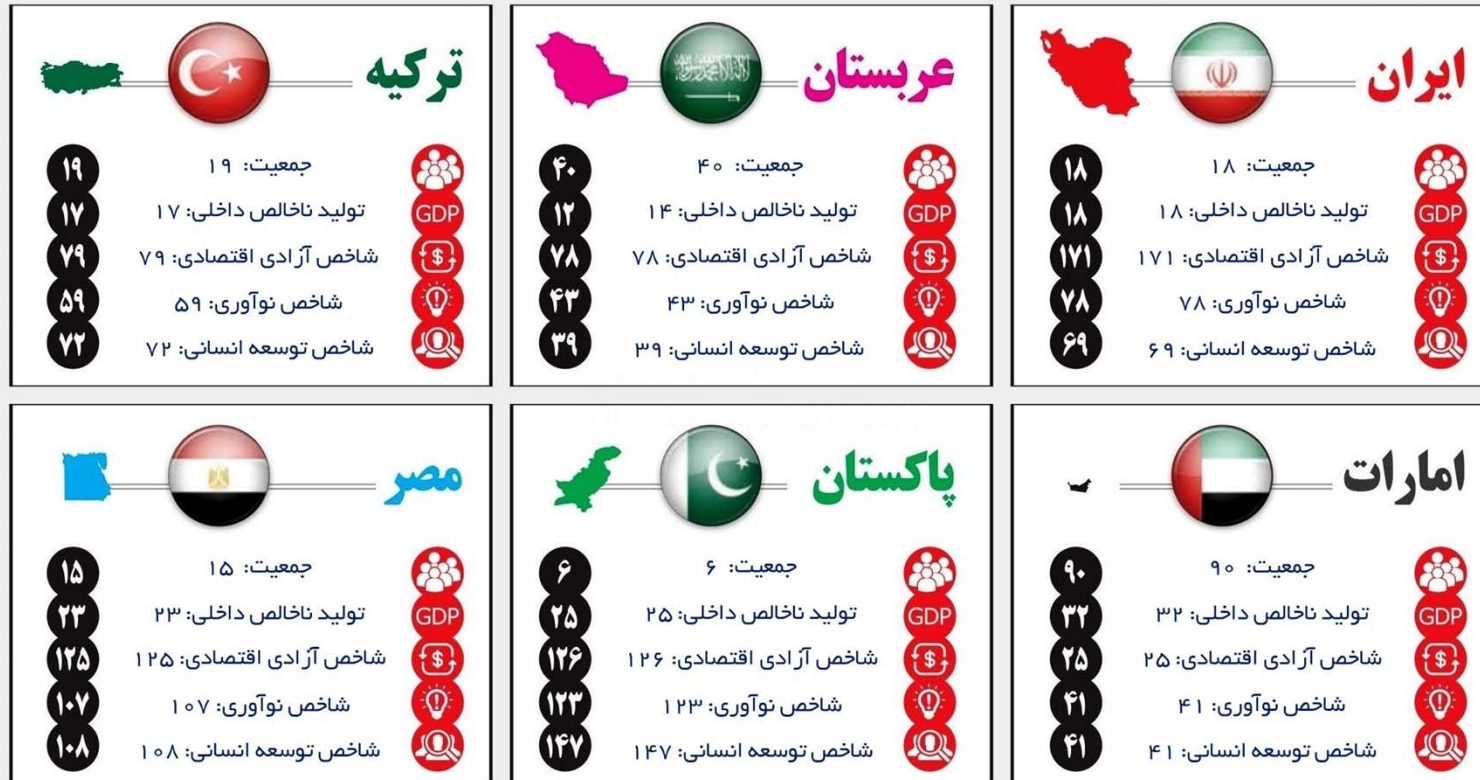 ایران
جمعیت: ۱۸
۱۸
GDP
تولید ناخالص داخلی: ۱۸
۱۸
$
شاخص آزادی اقتصادی: ۱۷۱
۱۷۱
شاخص نوآوری: ۷۸
۷۸
شاخص توسعه انسانی: ۶۹
۶۹
عربستان
جمعیت: ۴۰
۴۰
GDP
تولید ناخالص داخلی: ۱۴
۱۲
$
شاخص آزادی اقتصادی: ۷۸
۷۸
شاخص نوآوری: ۴۳
۴۳
شاخص توسعه انسانی: ۳۹
۳۹
ترکیه
جمعیت: ۱۹
۱۹
GDP
تولید ناخالص داخلی: ۱۷
۱۷
$
شاخص آزادی اقتصادی: ۷۹
۷۹
شاخص نوآوری: ۵۹
۵۹
شاخص توسعه انسانی: ۷۲
۷۲
امارات
جمعیت: ۹۰
۹۰
GDP
تولید ناخالص داخلی: ۳۲
۳۲
$
شاخص آزادی اقتصادی: ۲۵
۲۵
شاخص نوآوری: ۴۱
۴۱
شاخص توسعه انسانی: ۴۱
۴۱
پاکستان
جمعیت: ۶
۶
GDP
تولید ناخالص داخلی: ۲۵
۲۵
$
شاخص آزادی اقتصادی: ۱۲۶
۱۲۶
شاخص نوآوری: ۱۲۳
۱۲۳
شاخص توسعه انسانی: ۱۴۷
۱۴۷
مصر
جمعیت: ۱۵
۱۵
GDP
تولید ناخالص داخلی: ۲۳
۲۳
$
شاخص آزادی اقتصادی: ۱۲۵
۱۲۵
شاخص نوآوری: ۱۰۷
۱۰۷
شاخص توسعه انسانی: ۱۰۸
۱۰۸